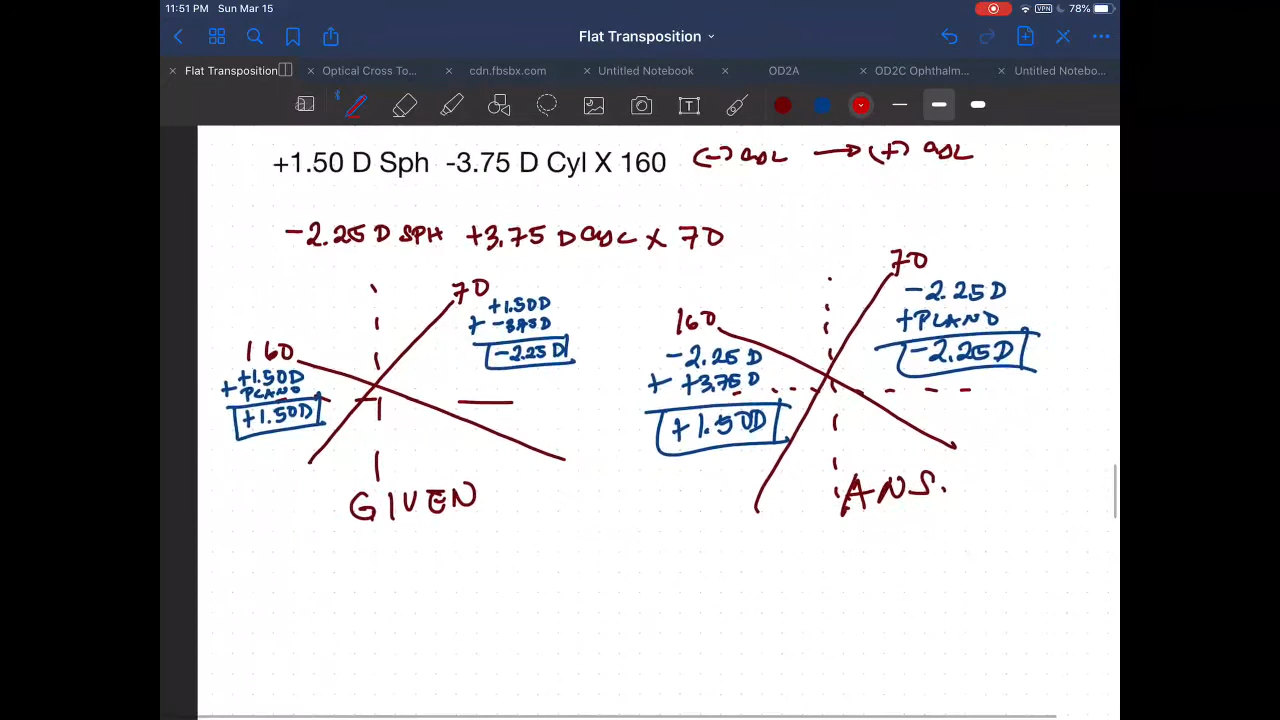 11:51 PM Sun Mar 15
VPN 78%
Flat Transposition
Flat Transposition
Optical Cross To...
cdn.fbsbx.com
Untitled Notebook
OD2A
OD2C Ophthalm...
Untitled Notebo...
+1.50 D Sph -3.75 D Cyl X 160 (-) CYL → (+) CYL
-2.25 D SPH +3.75 D CYL X 70
70
+1.50D
+ -3.75D
-2.25 D
160
+1.50D
+ PLANO
+1.50D
GIVEN
70
-2.25 D
+PLANO
-2.25D
160
-2.25 D
+ +3.75 D
+1.50D
ANS.